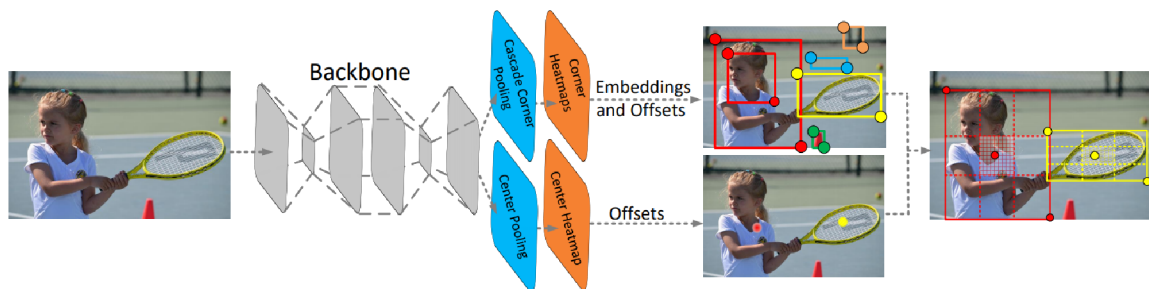 Backbone
Cascade Corner
Pooling
Corner
Heatmaps
Embeddings
and Offsets
Center Pooling
Center Heatmap
Offsets